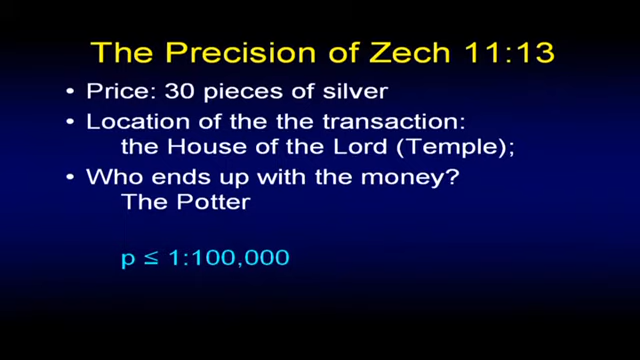 The Precision of Zech 11:13
• Price: 30 pieces of silver
• Location of the the transaction:
the House of the Lord (Temple);
• Who ends up with the money?
The Potter
p ≤ 1:100,000